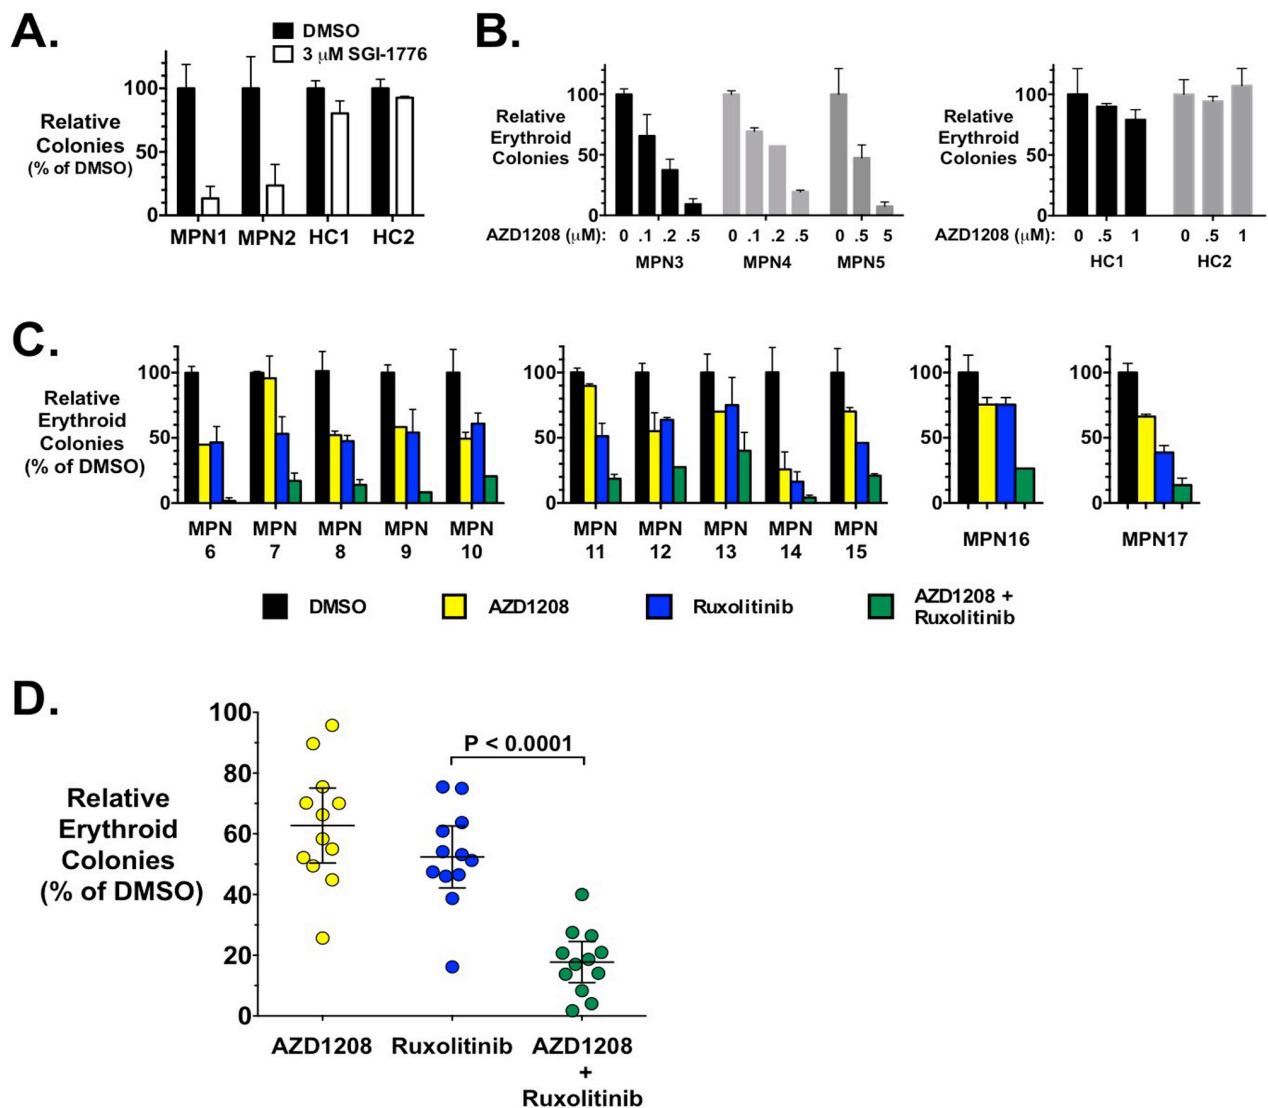 A.
DMSO
3 μM SGI-1776
100
50
0
Relative
Colonies
(% of DMSO)
MPN1 MPN2 HC1 HC2
B.
100
50
0
Relative
Erythroid
Colonies
AZD1208 (μM): 0 .1 .2 .5 0 .1 .2 .5 0 .5 5
MPN3 MPN4 MPN5
100
50
0
Relative
Erythroid
Colonies
AZD1208 (μM): 0 .5 1 0 .5 1
HC1 HC2
C.
Relative
Erythroid
Colonies
(% of DMSO)
100
50
0
MPN MPN MPN MPN MPN
6 7 8 9 10
100
50
0
MPN MPN MPN MPN MPN
11 12 13 14 15
100
50
0
MPN16
100
50
0
MPN17
DMSO
AZD1208
Ruxolitinib
AZD1208 +
Ruxolitinib
D.
100
80
60
40
20
0
Relative
Erythroid
Colonies
(% of DMSO)
P < 0.0001
AZD1208 Ruxolitinib AZD1208
+
Ruxolitinib